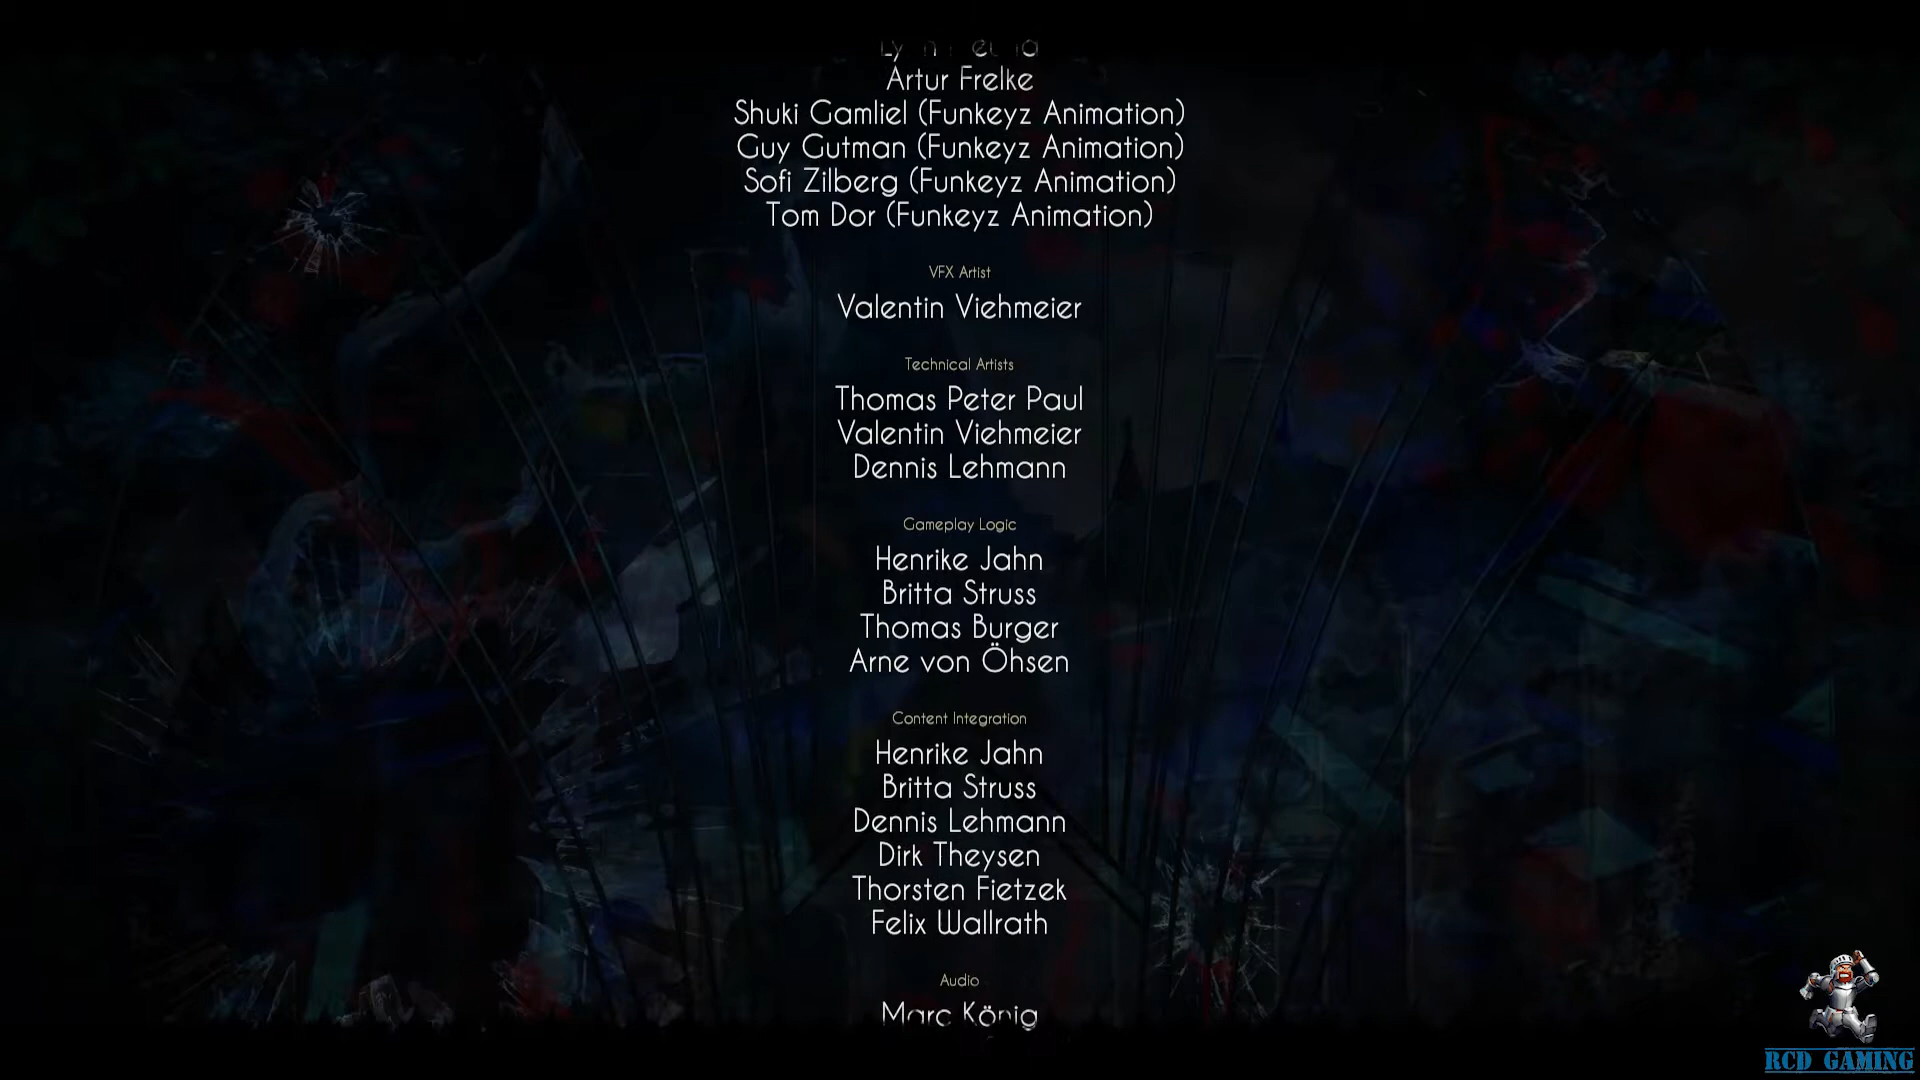 Artur Frelke
Shuki Gamliel (Funkeyz Animation)
Guy Gutman (Funkeyz Animation)
Sofi Zilberg (Funkeyz Animation)
Tom Dor (Funkeyz Animation)
VFX Artist
Valentin Viehmeier
Technical Artists
Thomas Peter Paul
Valentin Viehmeier
Dennis Lehmann
Gameplay Logic
Henrike Jahn
Britta Struss
Thomas Burger
Arne von Öhsen
Content Integration
Henrike Jahn
Britta Struss
Dennis Lehmann
Dirk Theysen
Thorsten Fietzek
Felix Wallrath
Audio
Marc König
RCD GAMING